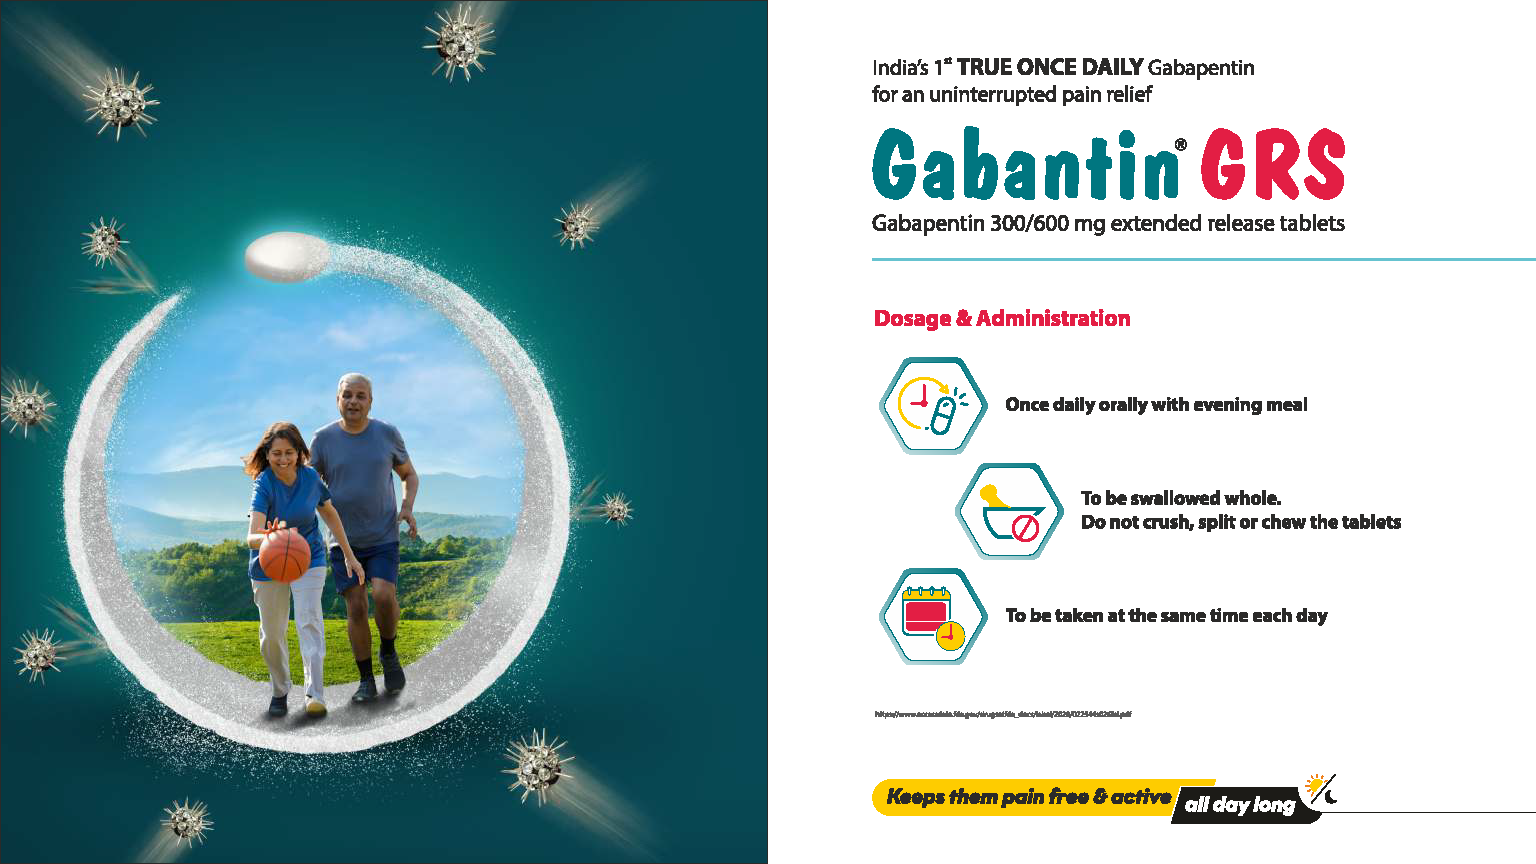 India's 1st TRUE ONCE DAILY Gabapentin
for an uninterrupted pain relief
Gabantin® GRS
Gabapentin 300/600 mg extended release tablets
Dosage & Administration
Once daily orally with evening meal
To be swallowed whole.
Do not crush, split or chew the tablets
To be taken at the same time each day
Keeps them pain free & active all day long